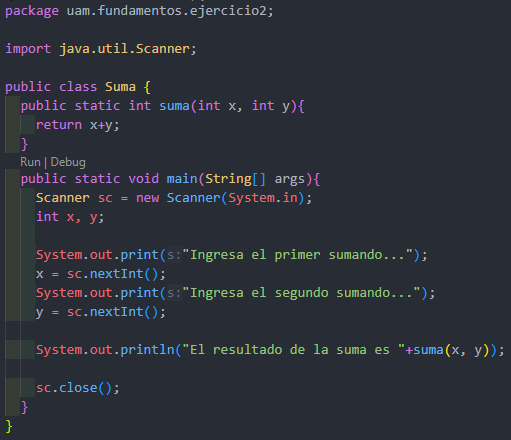 package uam.fundamentos.ejercicio2;
import java.util.Scanner;
public class Suma {
public static int suma(int x, int y){
return x+y;
}
Run | Debug
public static void main(String[] args){
Scanner sc = new Scanner(System.in);
int x, y;
System.out.print(s:"Ingresa el primer sumando...");
x = sc.nextInt();
System.out.print(s:"Ingresa el segundo sumando...");
y = sc.nextInt();
System.out.println("El resultado de la suma es "+suma(x, y));
sc.close();
}
}